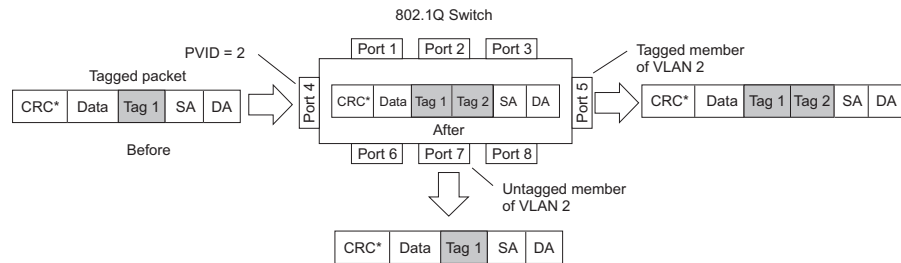 802.1Q Switch
PVID = 2
Port 1 Port 2 Port 3
Tagged member
of VLAN 2
Tagged packet
CRC* Data Tag 1 SA DA
Port 4
CRC* Data Tag 1 Tag 2 SA DA
Port 5
CRC* Data Tag 1 Tag 2 SA DA
Before
After
Port 6 Port 7 Port 8
Untagged member
of VLAN 2
CRC* Data Tag 1 SA DA